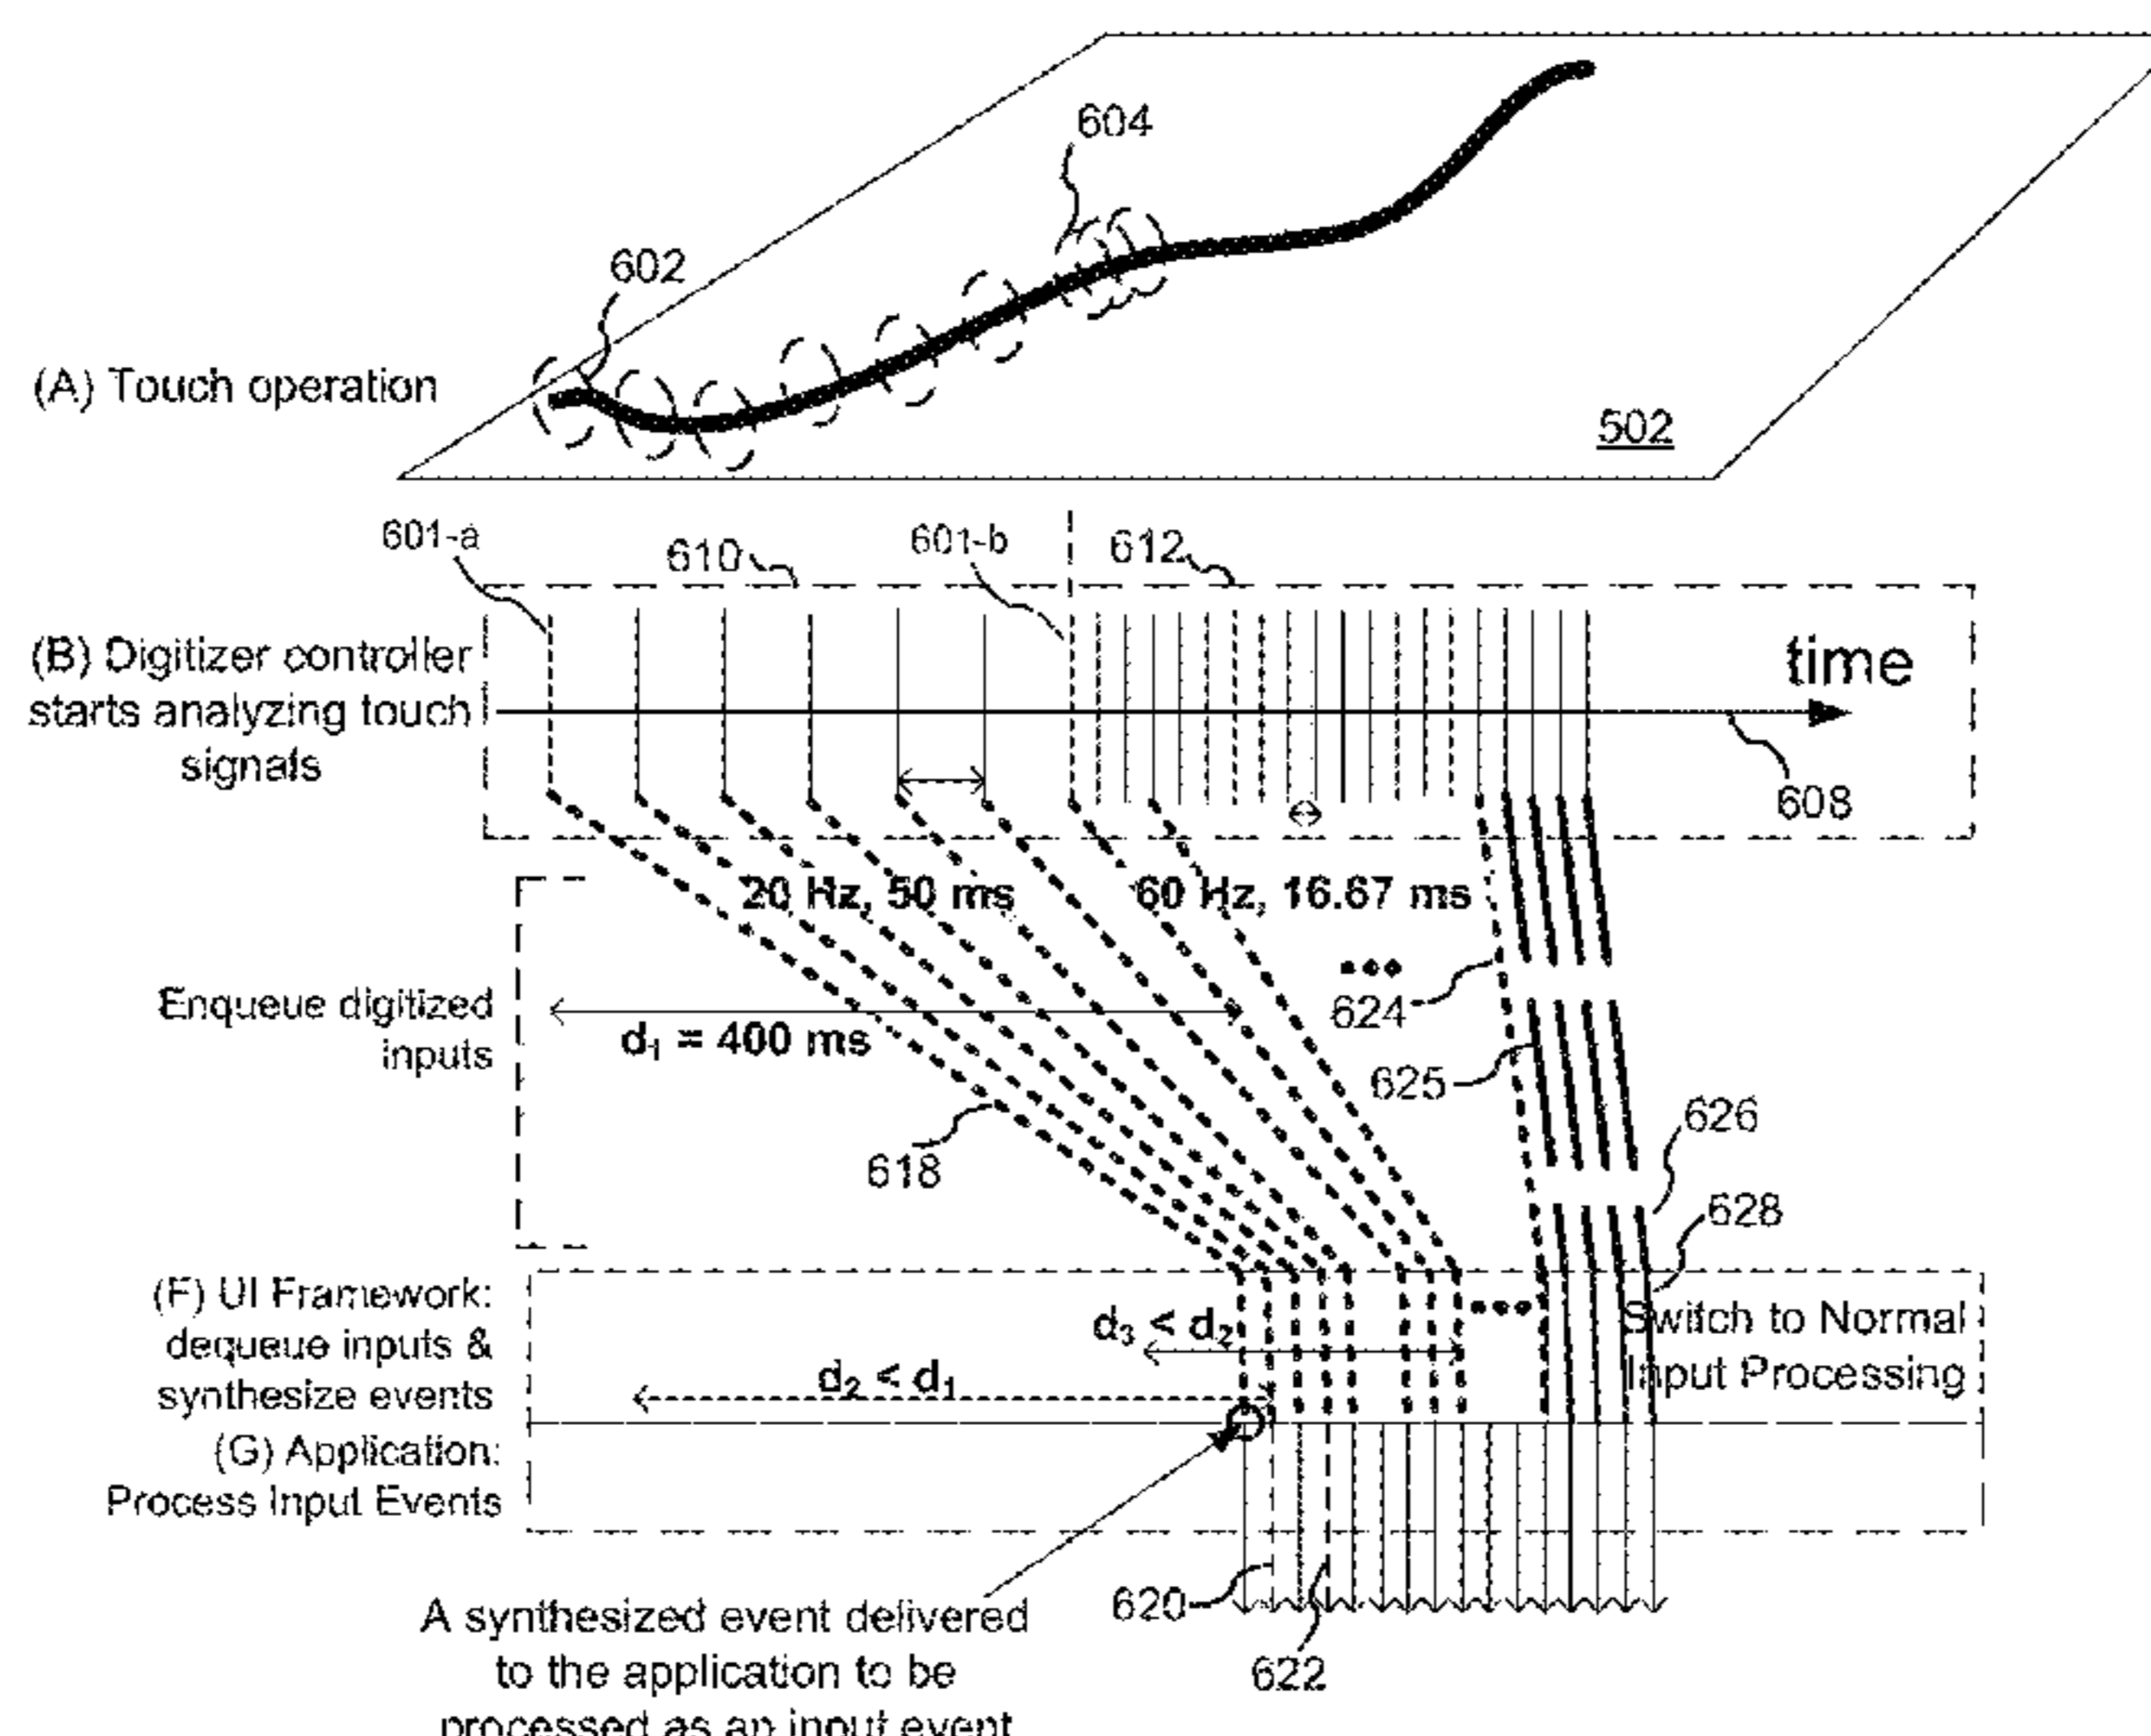 604
602
(A) Touch operation
502
601-a
610
601-b
612
(B) Digitizer controller
starts analyzing touch
signals
time
608
20 Hz, 50 ms
60 Hz, 16.67 ms
Enqueue digitized
inputs
d₁ = 400 ms
624
625
618
626
628
(F) UI Framework:
dequeue inputs &
synthesize events
d₃ < d₂
d₂ < d₁
Switch to Normal
Input Processing
(G) Application:
Process Input Events
620
622
A synthesized event delivered
to the application to be
processed as an input event